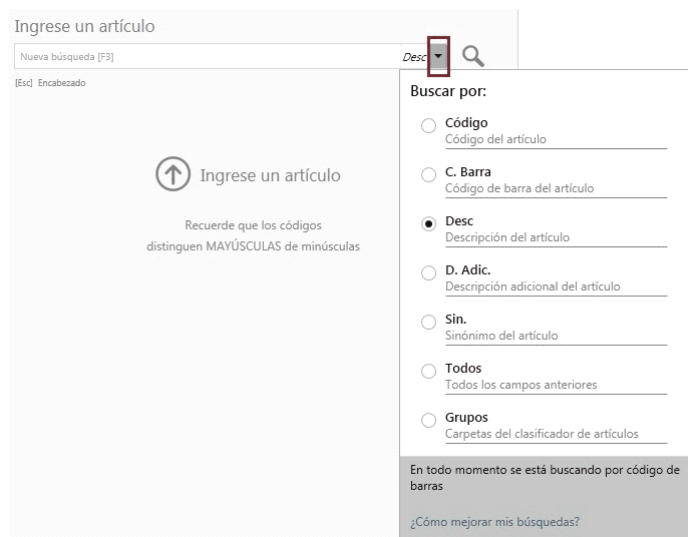 Ingrese un artículo
Nueva búsqueda [F3]
Desc
[Esc] Encabezado
Ingrese un artículo
Recuerde que los códigos
distinguen MAYÚSCULAS de minúsculas
Buscar por:
Código
Código del artículo
C. Barra
Código de barra del artículo
Desc
Descripción del artículo
D. Adic.
Descripción adicional del artículo
Sin.
Sinónimo del artículo
Todos
Todos los campos anteriores
Grupos
Carpetas del clasificador de artículos
En todo momento se está buscando por código de
barras
¿Cómo mejorar mis búsquedas?